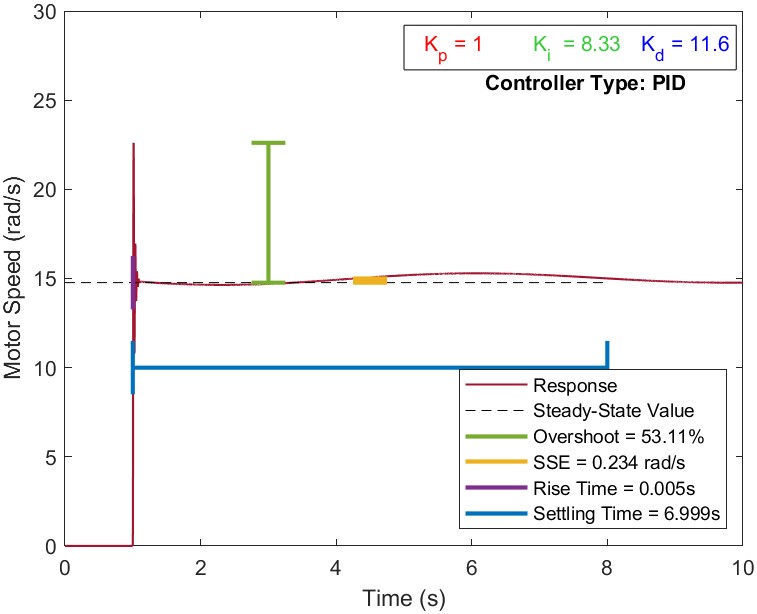 30
25
20
15
10
5
0
Motor Speed (rad/s)
Kp = 1 Ki = 8.33 Kd = 11.6
Controller Type: PID
Response
Steady-State Value
Overshoot = 53.11%
SSE = 0.234 rad/s
Rise Time = 0.005s
Settling Time = 6.999s
0 2 4 6 8 10
Time (s)